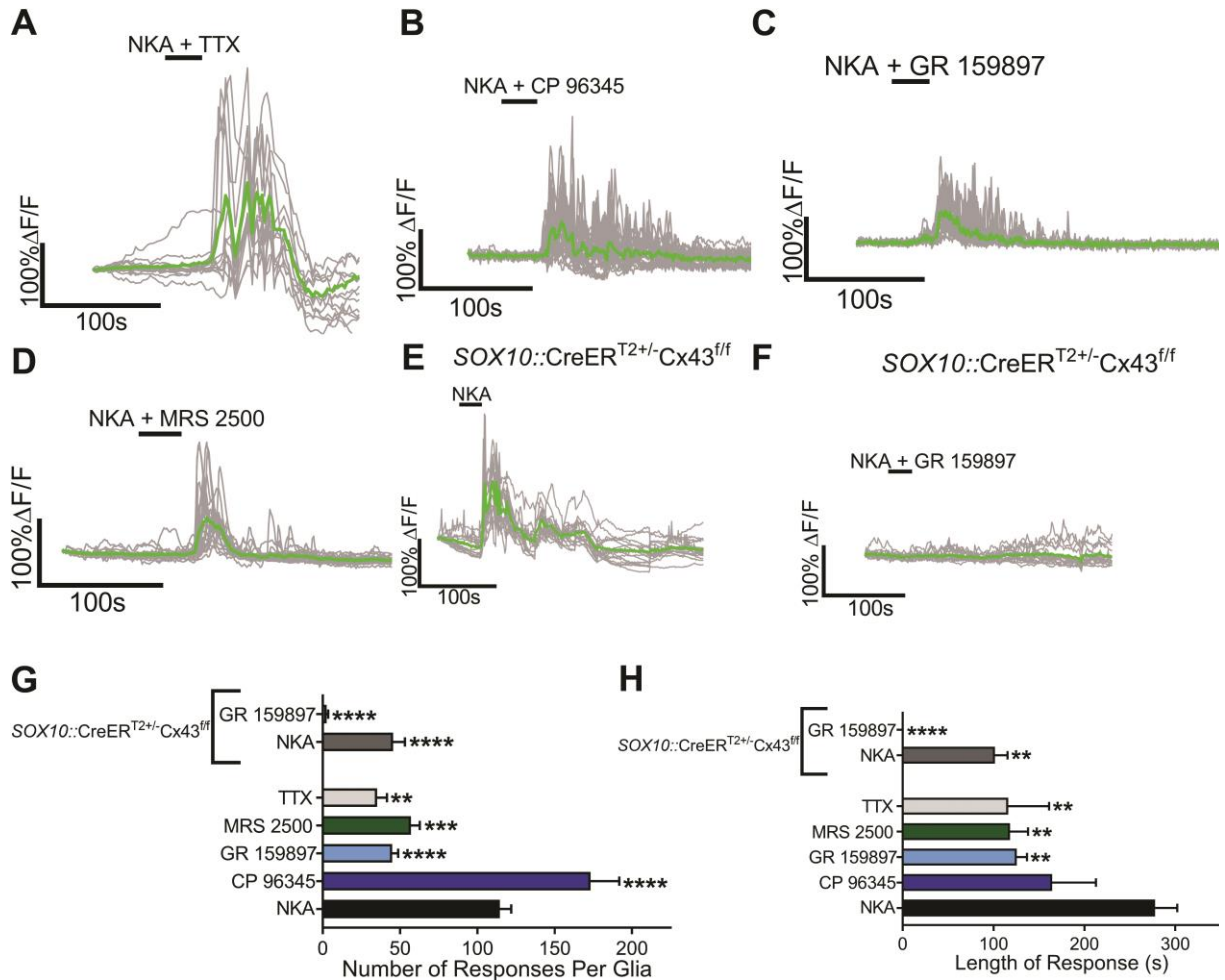 A
NKA + TTX
100% ΔF/F
100s
B
NKA + CP 96345
100% ΔF/F
100s
C
NKA + GR 159897
100% ΔF/F
100s
D
NKA + MRS 2500
100% ΔF/F
100s
E
SOX10::CreER^T2+/-Cx43^f/f
NKA
100% ΔF/F
100s
F
SOX10::CreER^T2+/-Cx43^f/f
NKA + GR 159897
100% ΔF/F
100s
G
SOX10::CreER^T2+/-Cx43^f/f
GR 159897 ****
NKA ****
TTX **
MRS 2500 ***
GR 159897 ****
CP 96345 ****
NKA
0 50 100 150 200
Number of Responses Per Glia
H
SOX10::CreER^T2+/-Cx43^f/f
GR 159897 ****
NKA **
TTX **
MRS 2500 **
GR 159897 **
CP 96345
NKA
0 100 200 300
Length of Response (s)